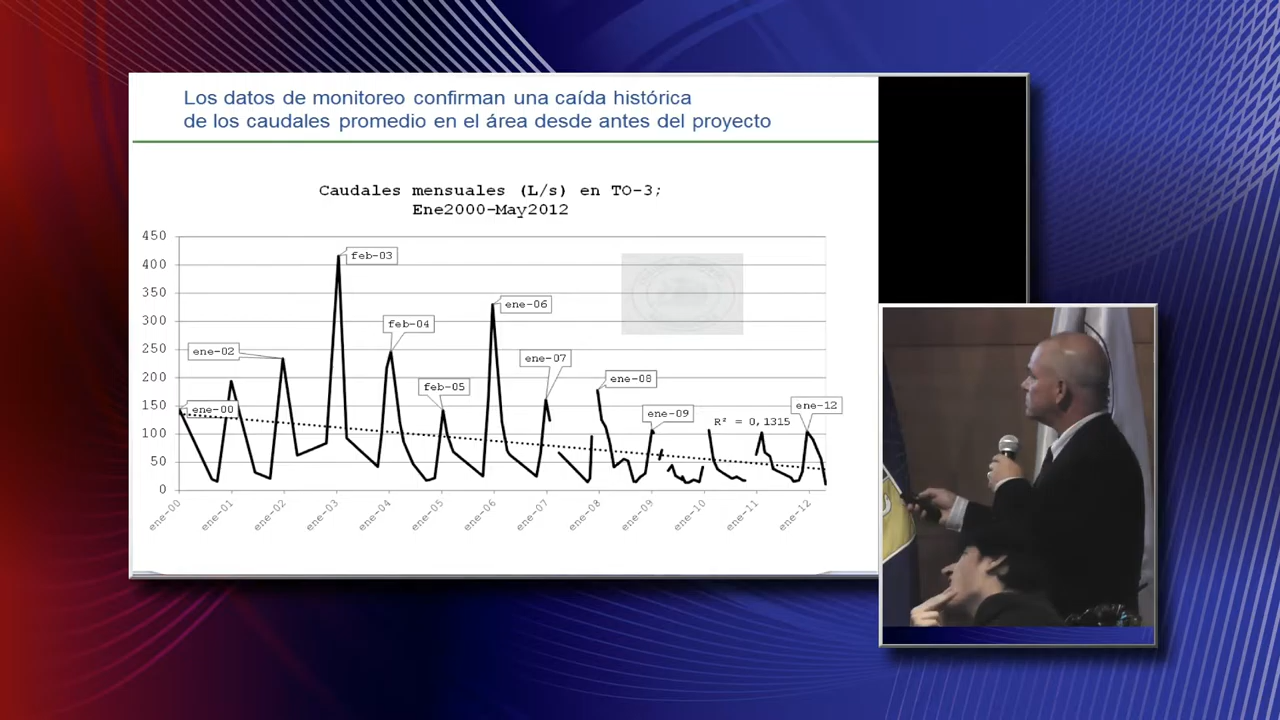 Los datos de monitoreo confirman una caída histórica
de los caudales promedio en el área desde antes del proyecto
Caudales mensuales (L/s) en TO-3;
Ene2000-May2012
450
400
350
300
250
200
150
100
50
0
feb-03
ene-06
feb-04
ene-02
ene-07
feb-05
ene-08
ene-00
ene-09
ene-12
R² = 0,1315
ene-00
ene-01
ene-02
ene-03
ene-04
ene-05
ene-06
ene-07
ene-08
ene-09
ene-10
ene-11
ene-12